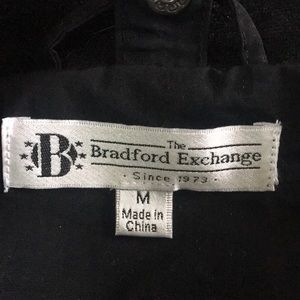 B
The
Bradford Exchange
· Since 1973 ·
M
Made in
China